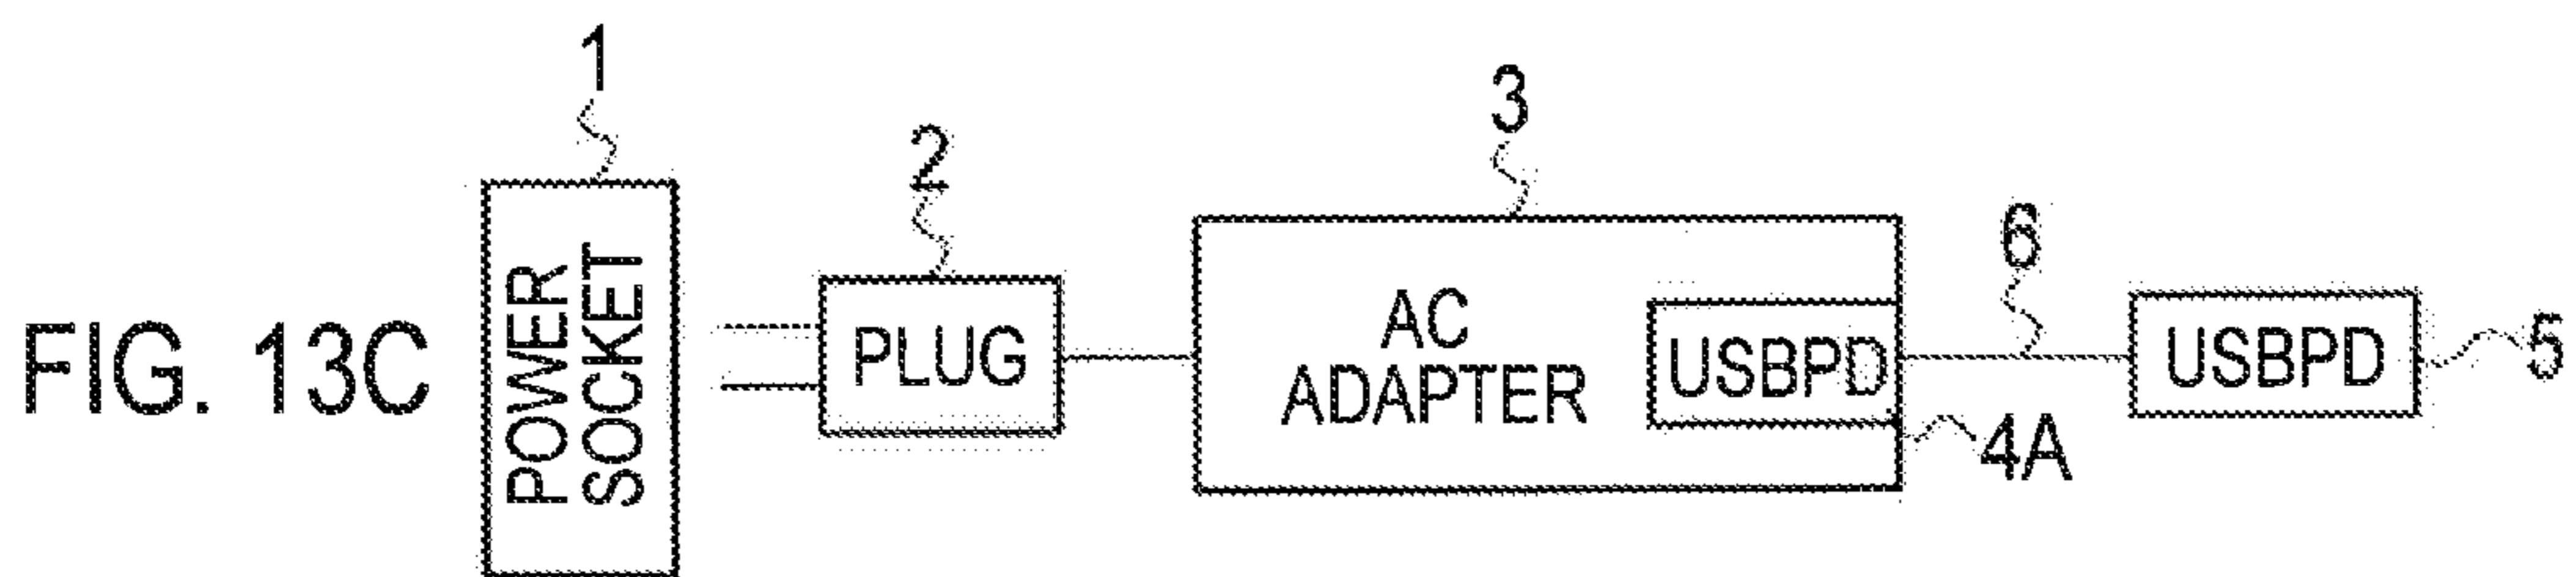 1
2
3
6
FIG. 13C
POWER
SOCKET
PLUG
AC
ADAPTER
USBPD
USBPD
5
4A